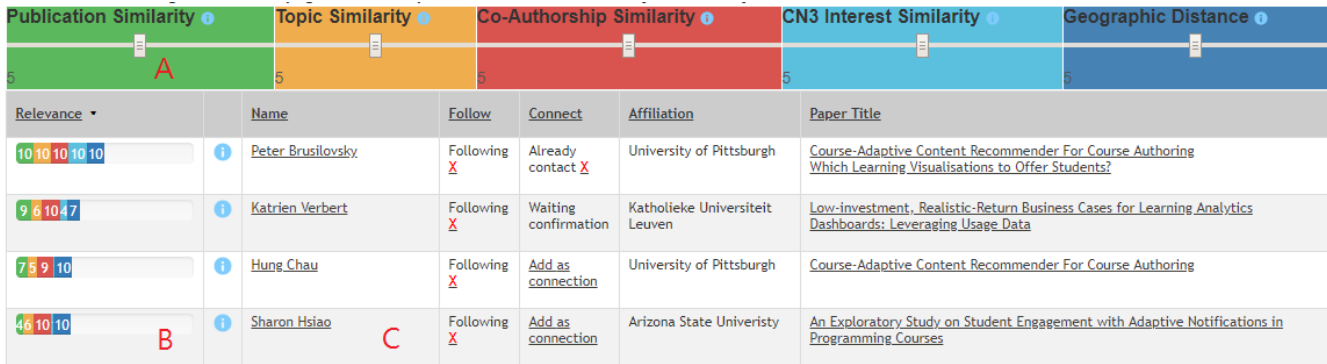 Publication Similarity i Topic Similarity i Co-Authorship Similarity i CN3 Interest Similarity i Geographic Distance i
A
5 5 5 5 5
Relevance Name Follow Connect Affiliation Paper Title
10 10 10 10 10 i Peter Brusilovsky Following X Already contact X University of Pittsburgh Course-Adaptive Content Recommender For Course Authoring
Which Learning Visualisations to Offer Students?
9 6 10 4 7 i Katrien Verbert Following X Waiting confirmation Katholieke Universiteit Leuven Low-investment, Realistic-Return Business Cases for Learning Analytics
Dashboards: Leveraging Usage Data
7 5 9 10 i Hung Chau Following X Add as connection University of Pittsburgh Course-Adaptive Content Recommender For Course Authoring
4 6 10 10 i Sharon Hsiao Following X Add as connection Arizona State Univeristy An Exploratory Study on Student Engagement with Adaptive Notifications in
Programming Courses
B C